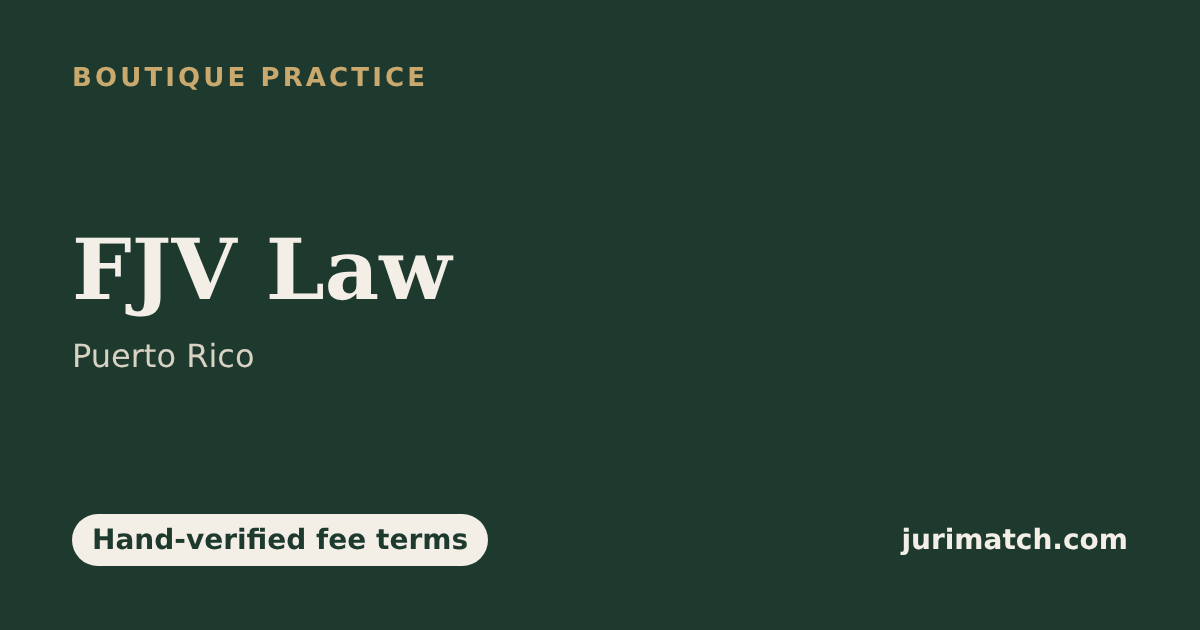 BOUTIQUE PRACTICE
FJV Law
Puerto Rico
Hand-verified fee terms
jurimatch.com